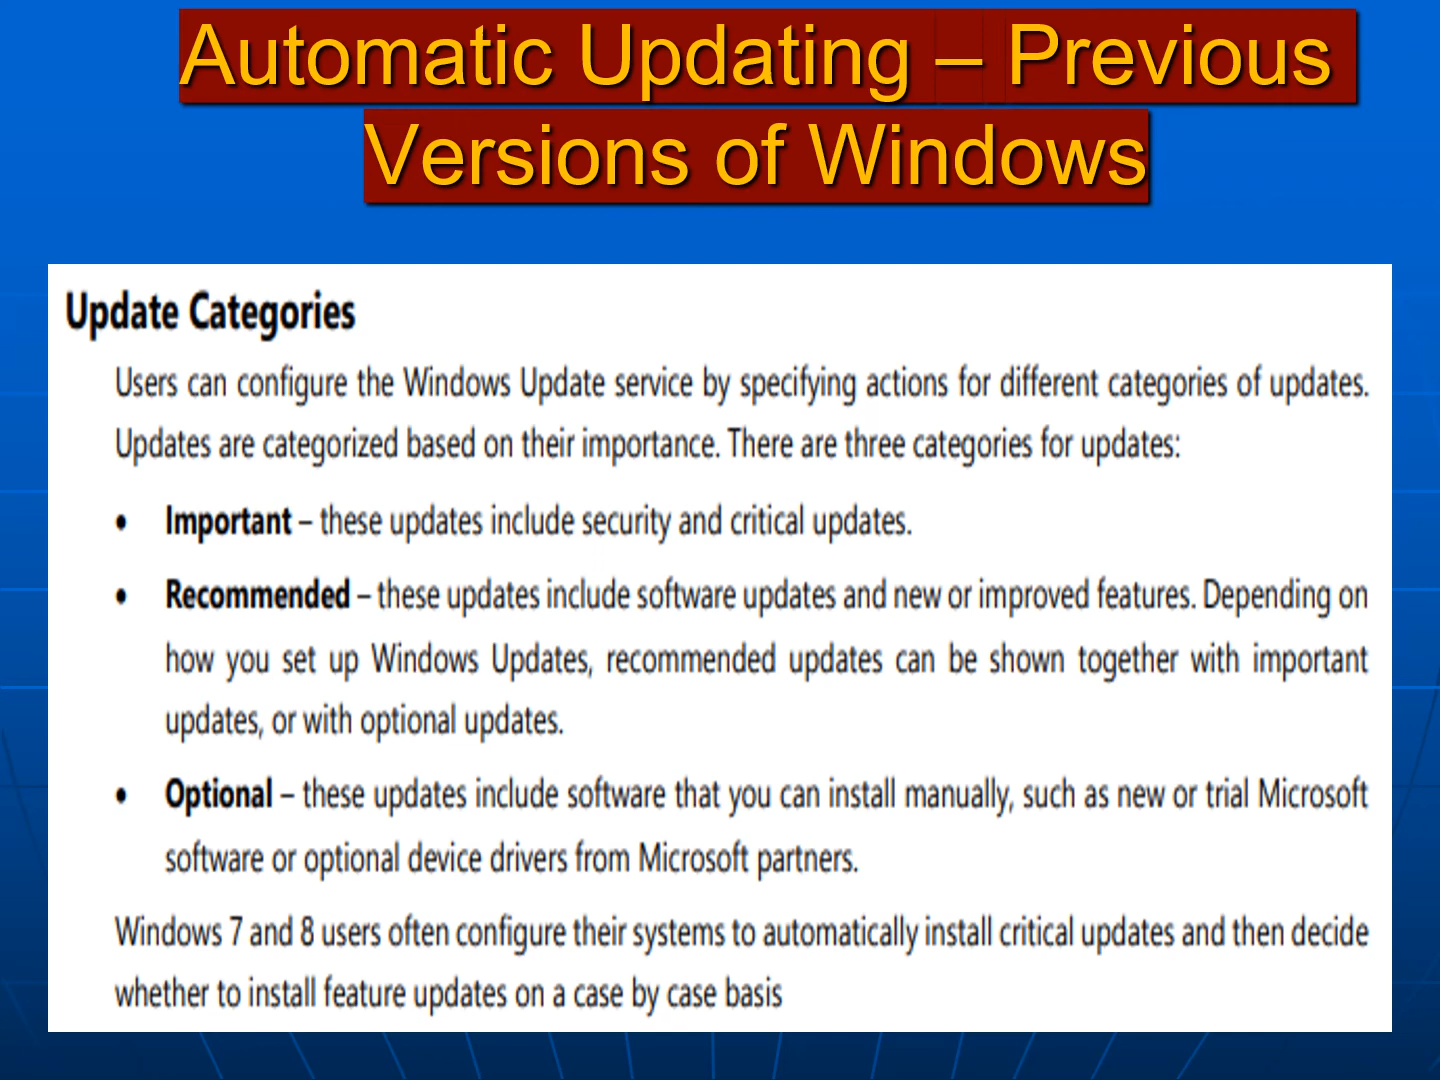 Automatic Updating – Previous
Versions of Windows
Update Categories
Users can configure the Windows Update service by specifying actions for different categories of updates.
Updates are categorized based on their importance. There are three categories for updates:
• Important – these updates include security and critical updates.
• Recommended – these updates include software updates and new or improved features. Depending on
how you set up Windows Updates, recommended updates can be shown together with important
updates, or with optional updates.
• Optional – these updates include software that you can install manually, such as new or trial Microsoft
software or optional device drivers from Microsoft partners.
Windows 7 and 8 users often configure their systems to automatically install critical updates and then decide
whether to install feature updates on a case by case basis